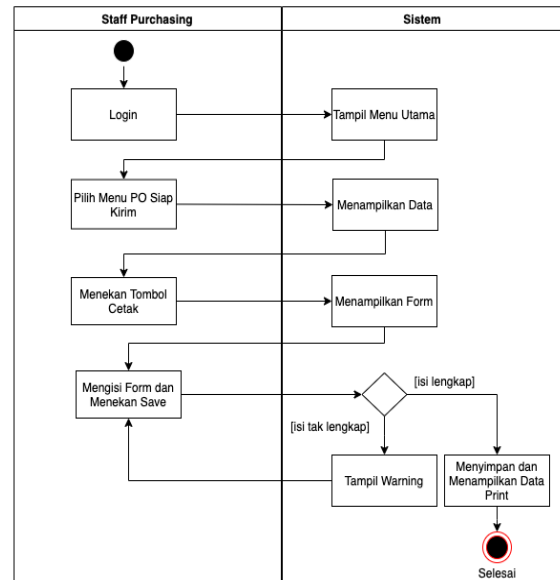 Staff Purchasing
Sistem
Login
Tampil Menu Utama
Pilih Menu PO Siap
Kirim
Menampilkan Data
Menekan Tombol
Cetak
Menampilkan Form
Mengisi Form dan
Menekan Save
[isi lengkap]
[isi tak lengkap]
Tampil Warning
Menyimpan dan
Menampilkan Data
Print
Selesai